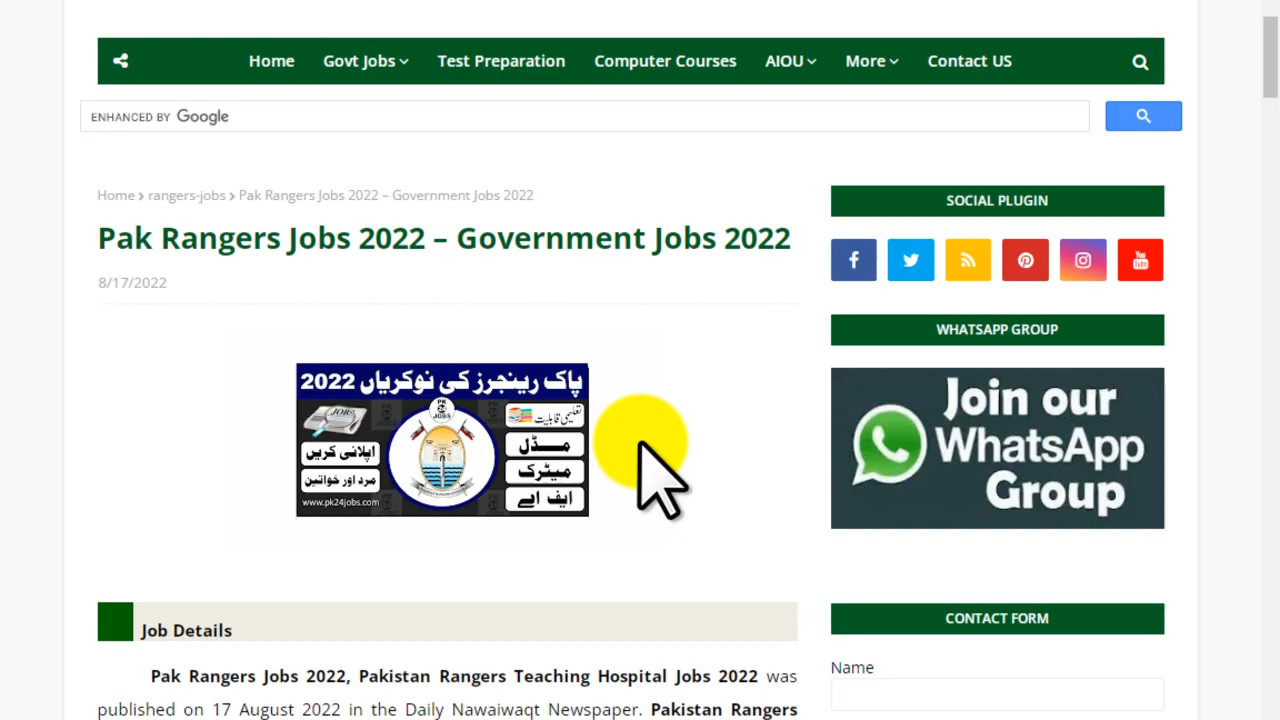 Home Govt Jobs Test Preparation Computer Courses AIOU More Contact US
ENHANCED BY Google
Home > rangers-jobs > Pak Rangers Jobs 2022 – Government Jobs 2022
Pak Rangers Jobs 2022 – Government Jobs 2022
8/17/2022
پاک رینجرز کی نوکریاں 2022
JOBS
PK
24
JOBS
تعلیمی قابلیت
مڈل
اپلائی کریں
میٹرک
مرد اور خواتین
ایف اے
www.pk24jobs.com
Job Details
Pak Rangers Jobs 2022, Pakistan Rangers Teaching Hospital Jobs 2022 was
published on 17 August 2022 in the Daily Nawaiwaqt Newspaper. Pakistan Rangers
SOCIAL PLUGIN
You
Tube
WHATSAPP GROUP
Join our
WhatsApp
Group
CONTACT FORM
Name